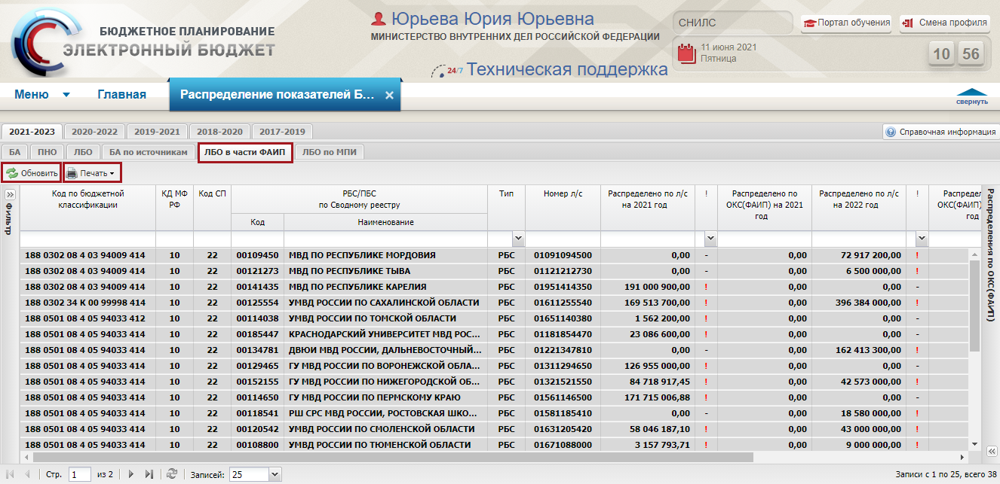 БЮДЖЕТНОЕ ПЛАНИРОВАНИЕ
ЭЛЕКТРОННЫЙ БЮДЖЕТ
Юрьева Юрия Юрьевна
МИНИСТЕРСТВО ВНУТРЕННИХ ДЕЛ РОССИЙСКОЙ ФЕДЕРАЦИИ
24/7 Техническая поддержка
СНИЛС
Портал обучения
Смена профиля
11 июня 2021
Пятница
10 56
Меню Главная Распределение показателей Б... ×
свернуть
2021-2023 2020-2022 2019-2021 2018-2020 2017-2019
Справочная информация
БА ПНО ЛБО БА по источникам ЛБО в части ФАИП ЛБО по МПИ
Обновить Печать
Фильтр
Код по бюджетной классификации
КД МФ РФ
Код СП
РБС/ПБС
по Сводному реестру
Код
Наименование
Тип
Номер л/с
Распределено по л/с на 2021 год
!
Распределено по ОКС(ФАИП) на 2021 год
Распределено по л/с на 2022 год
!
Распредел
ОКС(ФАИП)
год
Распределения по ОКС(ФАИП)
188 0302 08 4 03 94009 414 10 22 00109450 МВД ПО РЕСПУБЛИКЕ МОРДОВИЯ РБС 01091094500 0,00 - 0,00 72 917 200,00 !
188 0302 08 4 03 94009 414 10 22 00121273 МВД ПО РЕСПУБЛИКЕ ТЫВА РБС 01121212730 0,00 - 0,00 6 500 000,00 !
188 0302 08 4 03 94009 414 10 22 00141435 МВД ПО РЕСПУБЛИКЕ КАРЕЛИЯ РБС 01951414350 191 000 900,00 ! 0,00 0,00 -
188 0302 34 К 00 99998 414 10 22 00125554 УМВД РОССИИ ПО САХАЛИНСКОЙ ОБЛАСТИ РБС 01611255540 169 513 700,00 ! 0,00 396 384 000,00 !
188 0501 08 4 05 94033 412 10 22 00114038 УМВД РОССИИ ПО ТОМСКОЙ ОБЛАСТИ РБС 01651140380 1 562 200,00 ! 0,00 0,00 -
188 0501 08 4 05 94033 414 10 22 00185447 КРАСНОДАРСКИЙ УНИВЕРСИТЕТ МВД РОС... РБС 01181854470 23 086 600,00 ! 0,00 0,00 -
188 0501 08 4 05 94033 414 10 22 00134781 ДВЮИ МВД РОССИИ, ДАЛЬНЕВОСТОЧНЫЙ... РБС 01221347810 0,00 - 0,00 162 413 300,00 !
188 0501 08 4 05 94033 414 10 22 00129465 ГУ МВД РОССИИ ПО ВОРОНЕЖСКОЙ ОБЛА... РБС 01311294650 126 955 000,00 ! 0,00 0,00 -
188 0501 08 4 05 94033 414 10 22 00152155 ГУ МВД РОССИИ ПО НИЖЕГОРОДСКОЙ ОБ... РБС 01321521550 84 718 917,45 ! 0,00 42 573 000,00 !
188 0501 08 4 05 94033 414 10 22 00114650 ГУ МВД РОССИИ ПО ПЕРМСКОМУ КРАЮ РБС 01561146500 171 715 006,88 ! 0,00 0,00 -
188 0501 08 4 05 94033 414 10 22 00118541 РШ СРС МВД РОССИИ, РОСТОВСКАЯ ШКО... РБС 01581185410 0,00 - 0,00 18 580 000,00 !
188 0501 08 4 05 94033 414 10 22 00120542 УМВД РОССИИ ПО СМОЛЕНСКОЙ ОБЛАСТИ РБС 01631205420 58 046 187,10 ! 0,00 43 000 000,00 !
188 0501 08 4 05 94033 414 10 22 00108800 УМВД РОССИИ ПО ТЮМЕНСКОЙ ОБЛАСТИ РБС 01671088000 3 157 793,71 ! 0,00 9 000 000,00 !
Стр. 1 из 2 Записей: 25 Записи с 1 по 25, всего 38